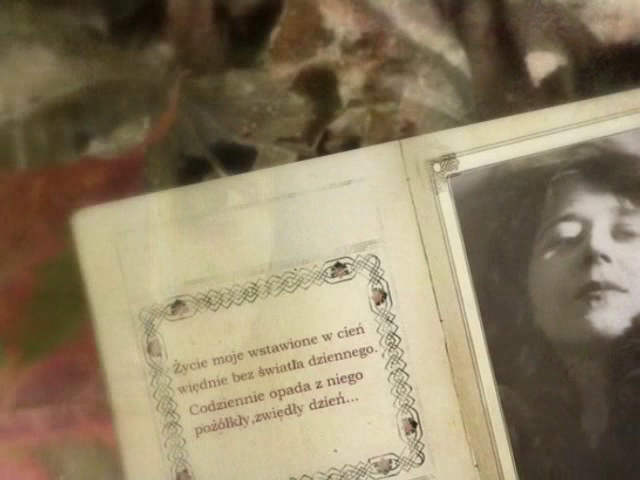 Życie moje wstawione w cień
więdnie bez światła dziennego.
Codziennie opada z niego
pożółkły,zwiędły dzień...